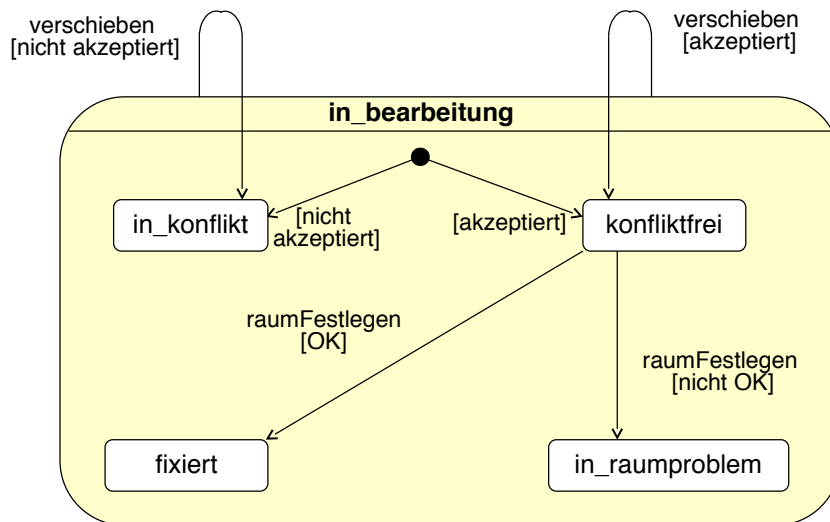 verschieben
[nicht akzeptiert]
verschieben
[akzeptiert]
in_bearbeitung
in_konflikt
[nicht
akzeptiert]
[akzeptiert]
konfliktfrei
raumFestlegen
[OK]
raumFestlegen
[nicht OK]
fixiert
in_raumproblem